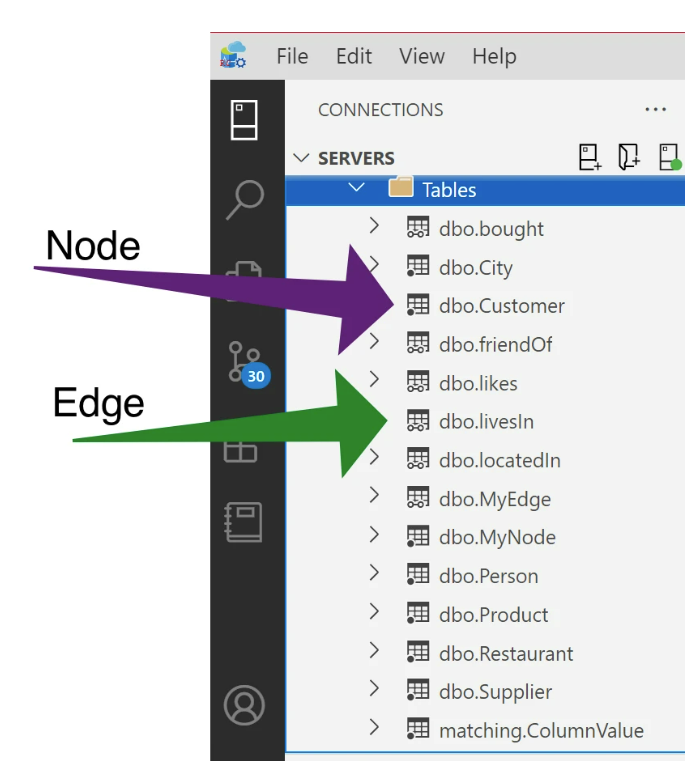 File Edit View Help
CONNECTIONS
SERVERS
Tables
dbo.bought
Node
dbo.City
dbo.Customer
dbo.friendOf
30
dbo.likes
Edge
dbo.livesIn
dbo.locatedIn
dbo.MyEdge
dbo.MyNode
dbo.Person
dbo.Product
dbo.Restaurant
dbo.Supplier
matching.ColumnValue